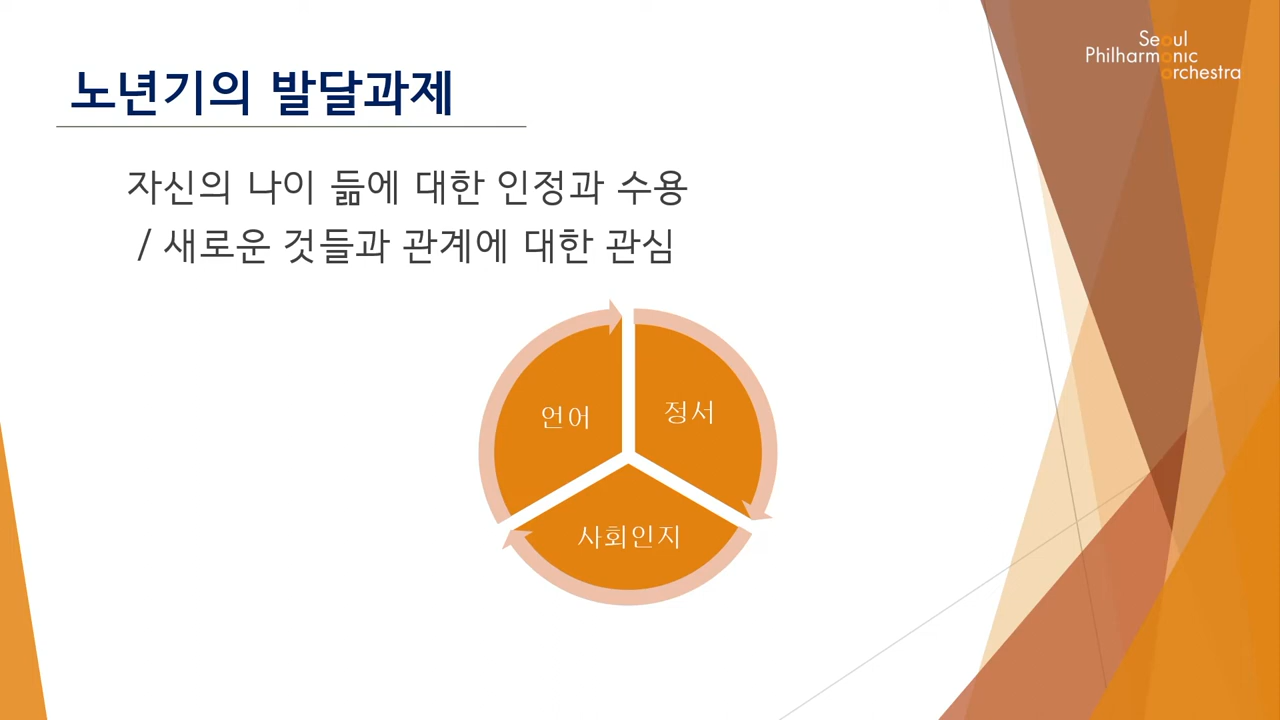 Seoul
Philharmonic
orchestra
노년기의 발달과제
자신의 나이 듦에 대한 인정과 수용
/ 새로운 것들과 관계에 대한 관심
언어
정서
사회인지